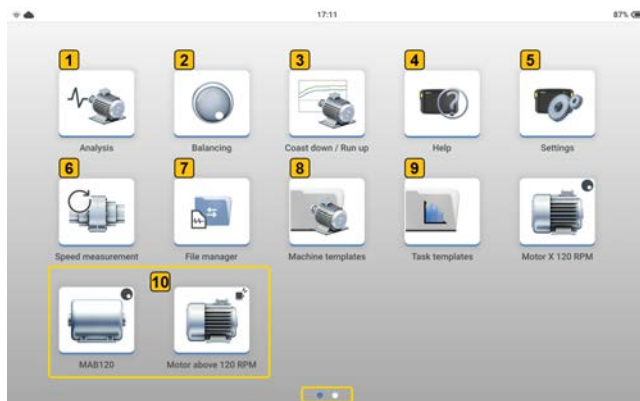 17:11
87%
1
2
3
4
5
Analysis
Balancing
Coast down / Run up
Help
Settings
6
7
8
9
Speed measurement
File manager
Machine templates
Task templates
Motor X 120 RPM
10
MAB120
Motor above 120 RPM